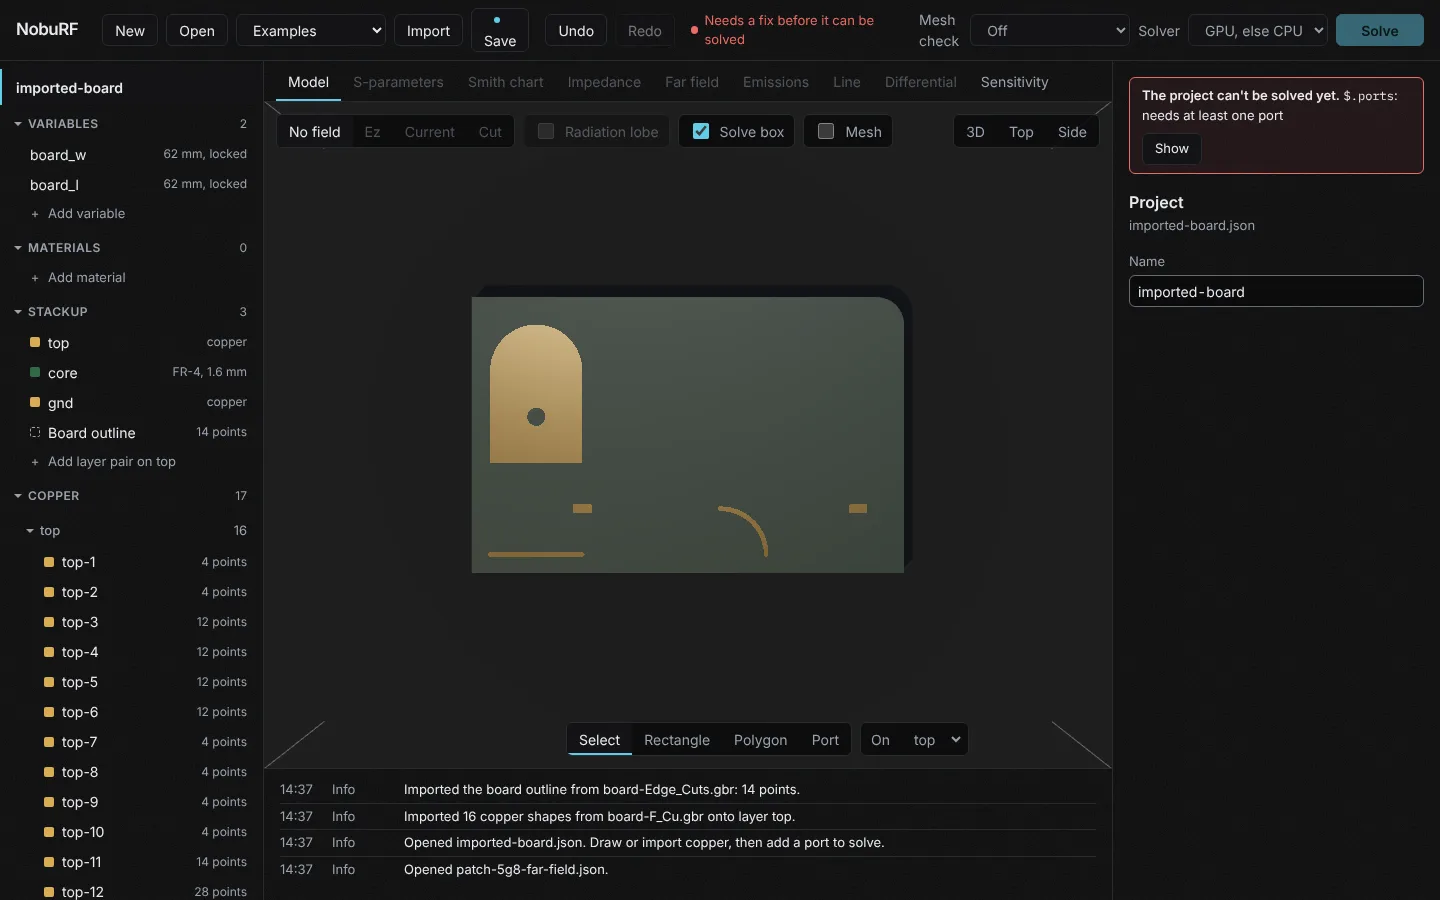 NobuRF
New
Open
Examples
Import
Save
Undo
Redo
Needs a fix before it can be
solved
Mesh
check
Off
Solver
GPU, else CPU
Solve
imported-board
VARIABLES 2
board_w 62 mm, locked
board_l 62 mm, locked
+ Add variable
MATERIALS 0
+ Add material
STACKUP 3
top copper
core FR-4, 1.6 mm
gnd copper
Board outline 14 points
+ Add layer pair on top
COPPER 17
top 16
top-1 4 points
top-2 4 points
top-3 12 points
top-4 12 points
top-5 12 points
top-6 12 points
top-7 4 points
top-8 4 points
top-9 4 points
top-10 4 points
top-11 14 points
top-12 28 points
Model S-parameters Smith chart Impedance Far field Emissions Line Differential Sensitivity
No field Ez Current Cut Radiation lobe Solve box Mesh 3D Top Side
Select Rectangle Polygon Port On top
14:37 Info Imported the board outline from board-Edge_Cuts.gbr: 14 points.
14:37 Info Imported 16 copper shapes from board-F_Cu.gbr onto layer top.
14:37 Info Opened imported-board.json. Draw or import copper, then add a port to solve.
14:37 Info Opened patch-5g8-far-field.json.
The project can't be solved yet. $.ports:
needs at least one port
Show
Project
imported-board.json
Name
imported-board